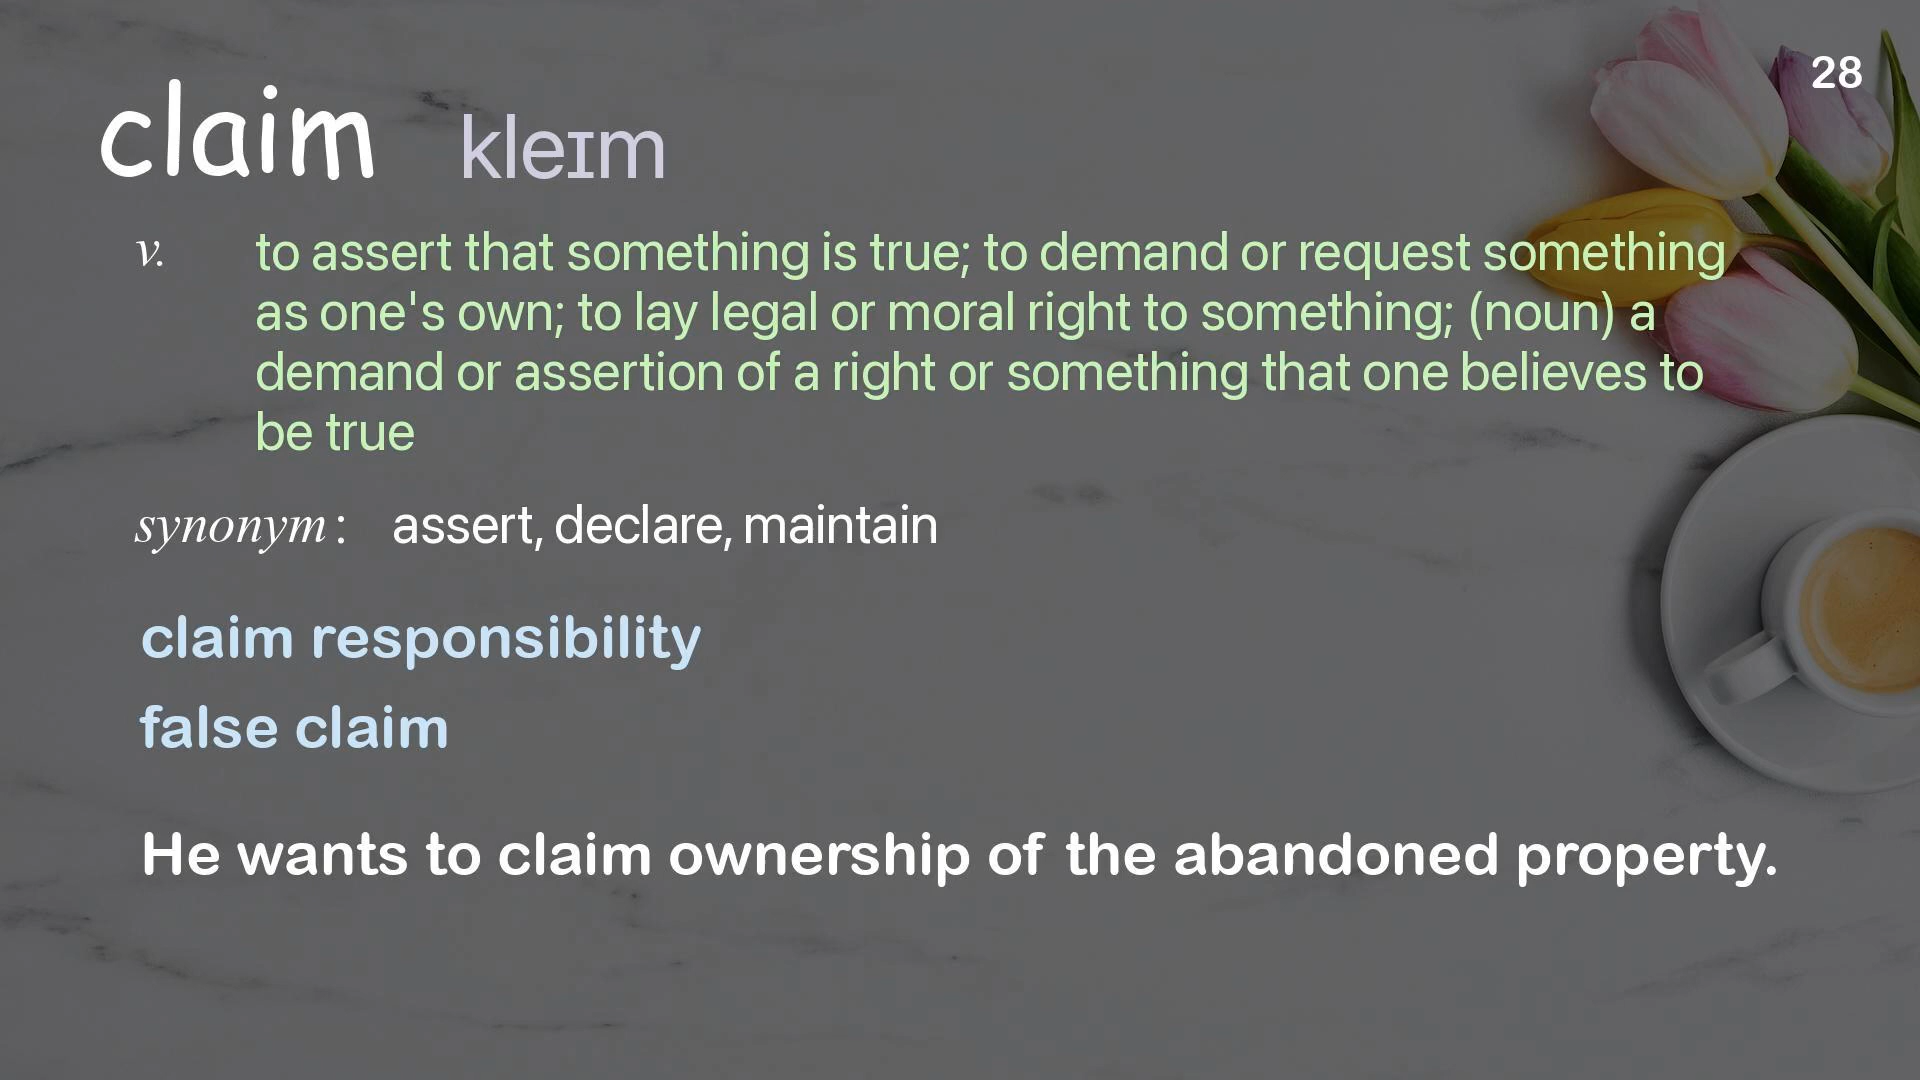 28
claim kleɪm
v. to assert that something is true; to demand or request something
as one's own; to lay legal or moral right to something; (noun) a
demand or assertion of a right or something that one believes to
be true
synonym: assert, declare, maintain
claim responsibility
false claim
He wants to claim ownership of the abandoned property.